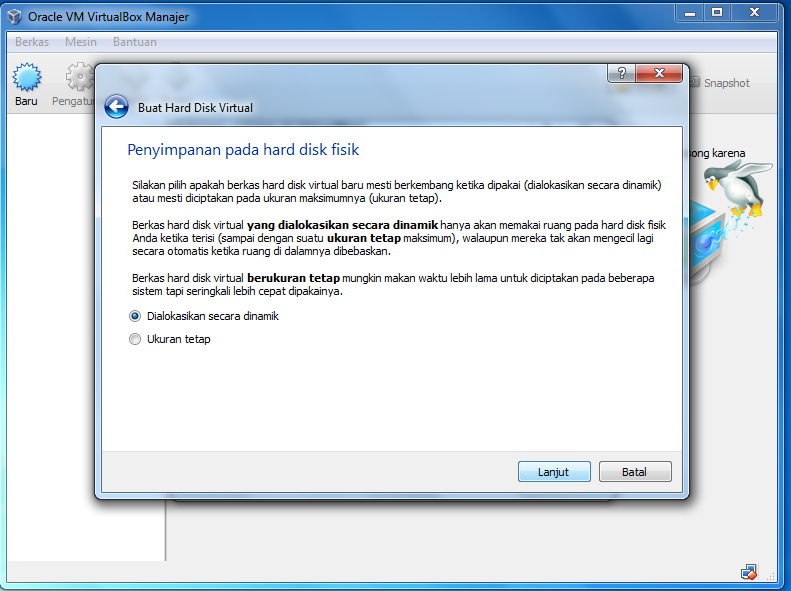 Oracle VM VirtualBox Manajer
Berkas Mesin Bantuan
Baru
Snapshot
Buat Hard Disk Virtual
Penyimpanan pada hard disk fisik
Silakan pilih apakah berkas hard disk virtual baru mesti berkembang ketika dipakai (dialokasikan secara dinamik)
atau mesti diciptakan pada ukuran maksimumnya (ukuran tetap).
Berkas hard disk virtual yang dialokasikan secara dinamik hanya akan memakai ruang pada hard disk fisik
Anda ketika terisi (sampai dengan suatu ukuran tetap maksimum), walaupun mereka tak akan mengecil lagi
secara otomatis ketika ruang di dalamnya dibebaskan.
Berkas hard disk virtual berukuran tetap mungkin makan waktu lebih lama untuk diciptakan pada beberapa
sistem tapi seringkali lebih cepat dipakainya.
Dialokasikan secara dinamik
Ukuran tetap
Lanjut Batal
karena